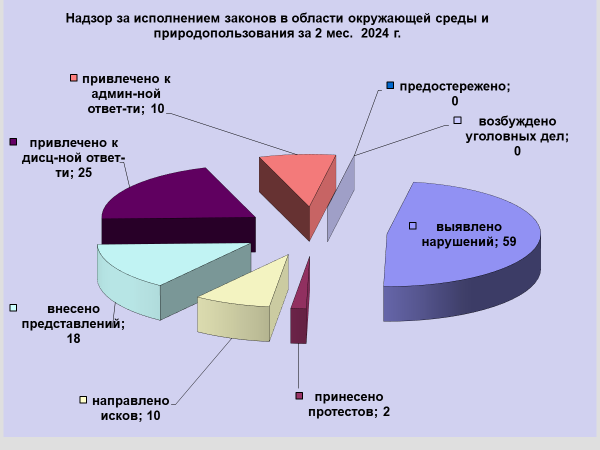 Надзор за исполнением законов в области окружающей среды и
природопользования за 2 мес. 2024 г.
привлечено к
админ-ной
ответ-ти; 10
предостережено;
0
возбуждено
уголовных дел;
0
привлечено к
дисц-ной ответ-
ти; 25
выявлено
нарушений; 59
внесено
представлений;
18
направлено
исков; 10
принесено
протестов; 2